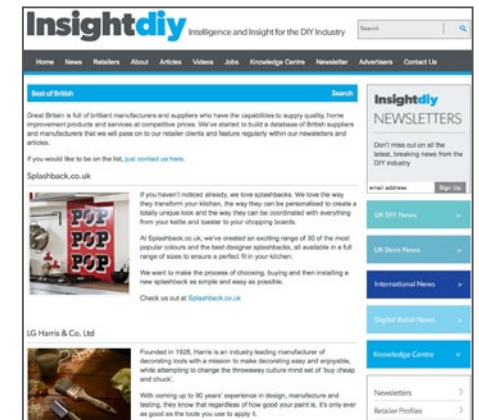 Insightdiy Intelligence and Insight for the DIY Industry
Search
Home News Retailers About Articles Videos Jobs Knowledge Centre Newsletter Advertisers Contact Us
Best of British Search
Great Britain is full of brilliant manufacturers and suppliers who have the capabilities to supply quality, home
improvement products and services at competitive prices. We've started to build a database of British suppliers
and manufacturers that we will pass on to our retailer clients and feature regularly within our newsletters and
articles.
If you would like to be on the list, just contact us here.
Splashback.co.uk
POP
POP
POP
If you haven't noticed already, we love splashbacks. We love the way
they transform your kitchen, the way they can be personalised to create a
totally unique look and the way they can be coordinated with everything
from your kettle and toaster to your chopping boards.
At Splashback.co.uk, we've created an exciting range of 30 of the most
popular colours and the best designer splashbacks, all available in a full
range of sizes to ensure a perfect fit in your kitchen.
We want to make the process of choosing, buying and then installing a
new splashback as simple and easy as possible.
Check us out at Splashback.co.uk
LG Harris & Co. Ltd
Founded in 1928, Harris is an industry leading manufacturer of
decorating tools with a mission to make decorating easy and enjoyable,
while attempting to change the throwaway culture mind set of 'buy cheap
and chuck'.
With coming up to 90 years' experience in design, manufacture and
testing, they know that regardless of how good your paint is, it's only ever
as good as the tools you use to apply it.
Insightdiy
NEWSLETTERS
Don't miss out on all the
latest, breaking news from the
DIY industry
email address Sign Up
UK DIY News >
UK Store News >
International News >
Digital Retail News >
Knowledge Centre v
Newsletters >
Retailer Profiles